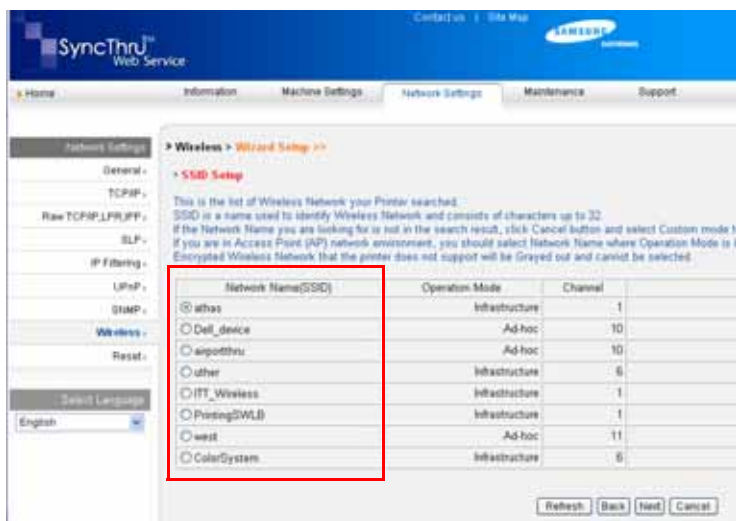 Contact us | Site Map
SAMSUNG
ELECTRONICS
SyncThru™
Web Service
Home
Information Machine Settings Network Settings Maintenance Support
Network Settings
General
TCP/IP
Raw TCP/IP,LPR,IPP
SLP
IP Filtering
UPnP
SNMP
Wireless
Reset
Select Language
English
> Wireless > Wizard Setup >>
SSID Setup
This is the list of Wireless Network your Printer searched.
SSID is a name used to identify Wireless Network and consists of characters up to 32.
If the Network Name you are looking for is not in the search result, click Cancel button and select Custom mode
If you are in Access Point (AP) network environment, you should select Network Name where Operation Mode is
Encrypted Wireless Network that the printer does not support will be Grayed out and cannot be selected.
Network Name(SSID) Operation Mode Channel
athas Infrastructure 1
Dell_device Ad-hoc 10
airportthru Ad-hoc 10
uther Infrastructure 6
ITT_Wireless Infrastructure 1
PrintingSWLB Infrastructure 1
west Ad-hoc 11
ColorSystem Infrastructure 6
Refresh Back Next Cancel